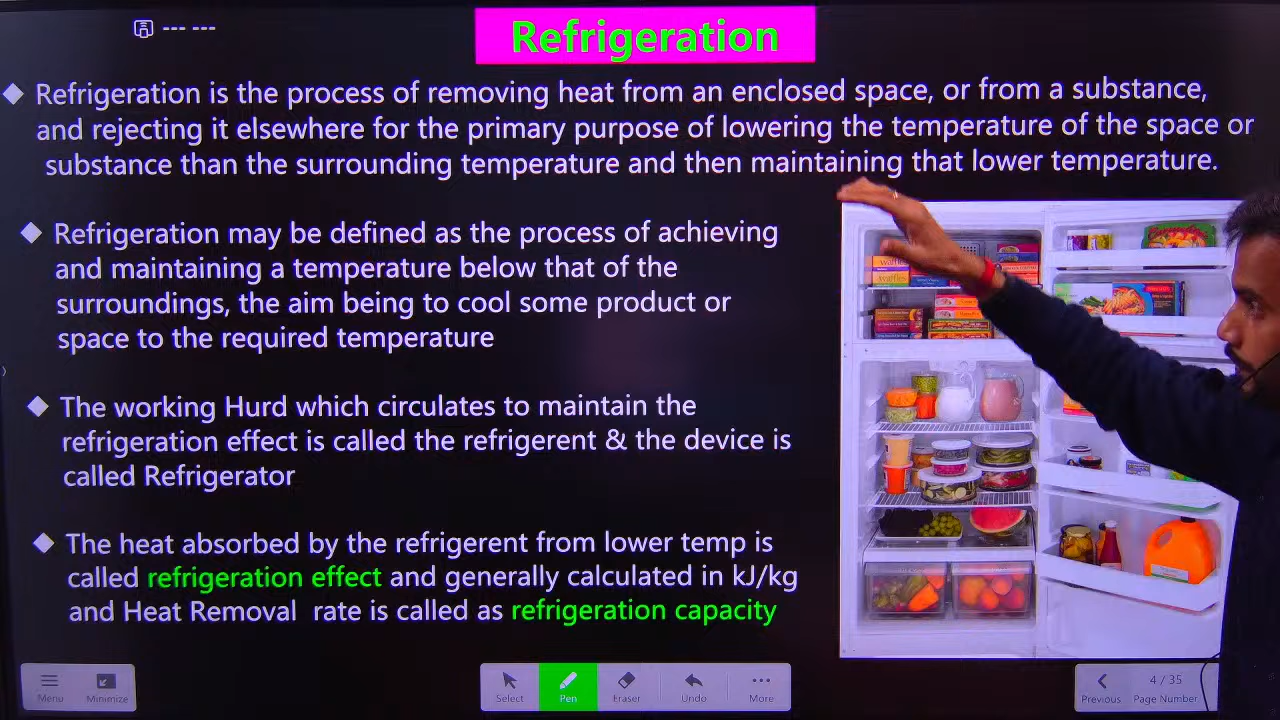 --- ---
Refrigeration
Refrigeration is the process of removing heat from an enclosed space, or from a substance,
and rejecting it elsewhere for the primary purpose of lowering the temperature of the space or
substance than the surrounding temperature and then maintaining that lower temperature.
Refrigeration may be defined as the process of achieving
and maintaining a temperature below that of the
surroundings, the aim being to cool some product or
space to the required temperature
The working Hurd which circulates to maintain the
refrigeration effect is called the refrigerent & the device is
called Refrigerator
The heat absorbed by the refrigerent from lower temp is
called refrigeration effect and generally calculated in kJ/kg
and Heat Removal rate is called as refrigeration capacity
waffles
Menu
Minimize
Select
Pen
Eraser
Undo
More
Previous
4 / 35
Page Number